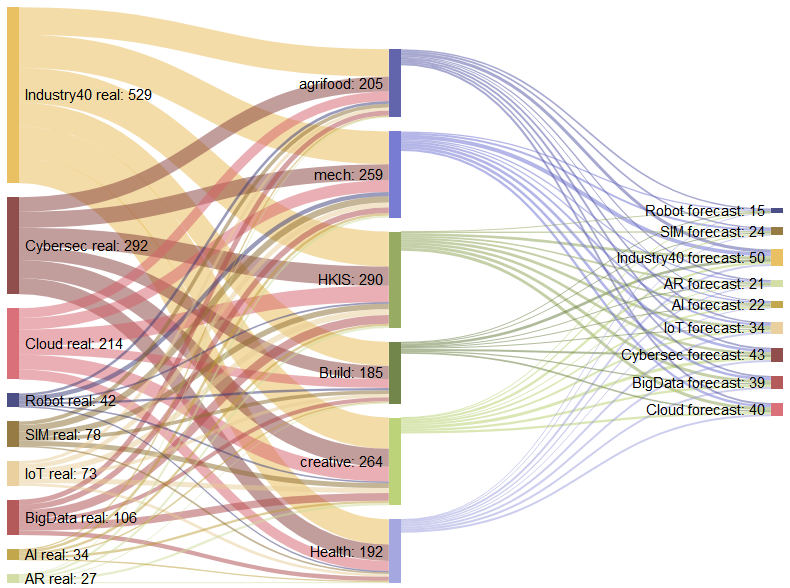 Industry40 real: 529
Cybersec real: 292
Cloud real: 214
Robot real: 42
SIM real: 78
IoT real: 73
BigData real: 106
AI real: 34
AR real: 27
agrifood: 205
mech: 259
HKIS: 290
Build: 185
creative: 264
Health: 192
Robot forecast: 15
SIM forecast: 24
Industry40 forecast: 50
AR forecast: 21
AI forecast: 22
IoT forecast: 34
Cybersec forecast: 43
BigData forecast: 39
Cloud forecast: 40